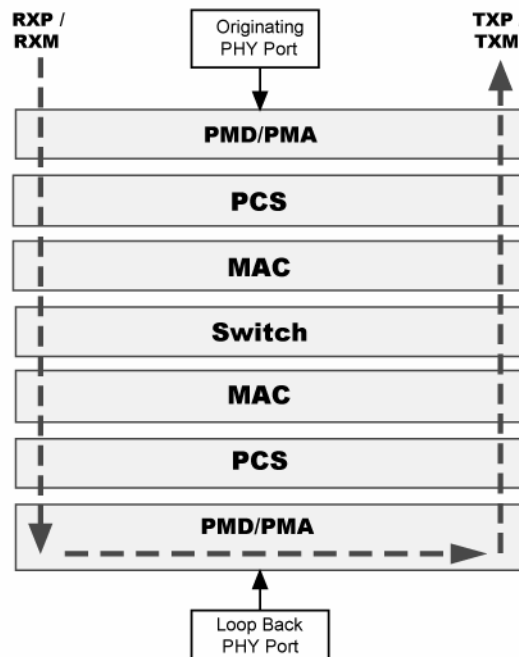 RXP /
RXM
Originating
PHY Port
TXP
TXM
PMD/PMA
PCS
MAC
Switch
MAC
PCS
PMD/PMA
Loop Back
PHY Port